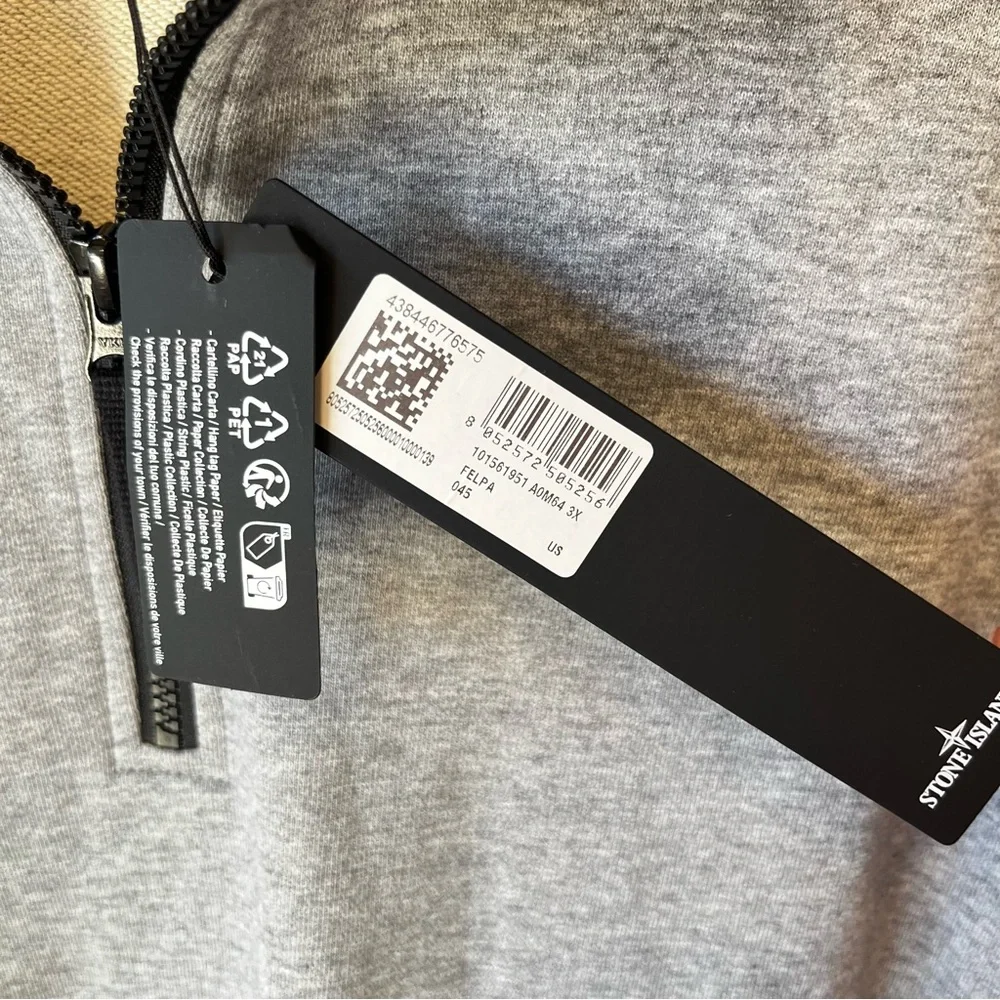 21
PAP
1
PET
FR
- Cartellino Carta / Hang tag Paper / Etiquette Papier
Raccolta Carta / Paper Collection / Collecte De Papier
- Cordino Plastica / String Plastic / Ficelle Plastique
Raccolta Plastica / Plastic Collection / Collecte De Plastique
- Verifica le disposizioni del tuo comune /
Check the provisions of your town / Vérifier le disposisions de votre ville
438446776575
8 052572 505256
101561951 A0M64 3X
FELPA
045
US
STONE ISLAND